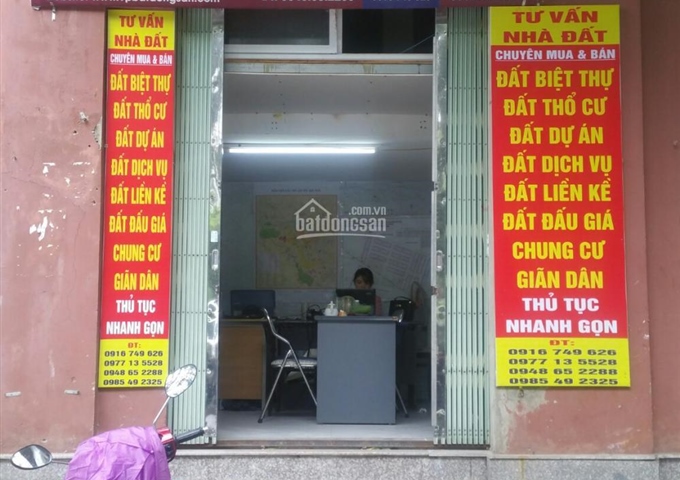 TƯ VẤN
NHÀ ĐẤT
CHUYÊN MUA & BÁN
ĐẤT BIỆT THỰ
ĐẤT THỔ CƯ
ĐẤT DỰ ÁN
ĐẤT DỊCH VỤ
ĐẤT LIỀN KỀ
ĐẤT ĐẤU GIÁ
CHUNG CƯ
GIÃN DÂN
THỦ TỤC
NHANH GỌN
ĐT:
0916 749 626
0977 13 5528
0948 65 2288
0985 49 2325
.com.vn
batdongsan
TƯ VẤN
NHÀ ĐẤT
CHUYÊN MUA & BÁN
ĐẤT BIỆT THỰ
ĐẤT THỔ CƯ
ĐẤT DỰ ÁN
ĐẤT DỊCH VỤ
ĐẤT LIỀN KỀ
ĐẤT ĐẤU GIÁ
CHUNG CƯ
GIÃN DÂN
THỦ TỤC
NHANH GỌN
ĐT:
0916 749 626
0977 13 5528
0948 65 2288
0985 49 2325